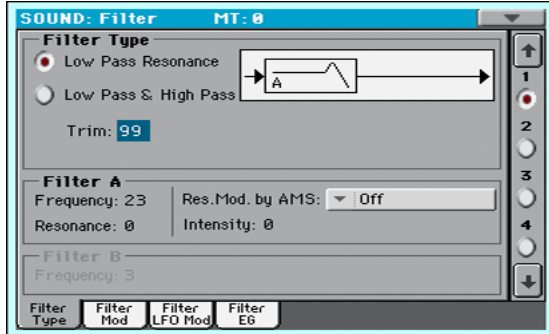 SOUND: Filter MT: 0
Filter Type
Low Pass Resonance
A
Low Pass & High Pass
Trim: 99
1
2
3
4
Filter A
Frequency: 23
Res.Mod. by AMS: Off
Resonance: 0
Intensity: 0
Filter B
Frequency: 3
Filter Type
Filter Mod
Filter LFO Mod
Filter EG